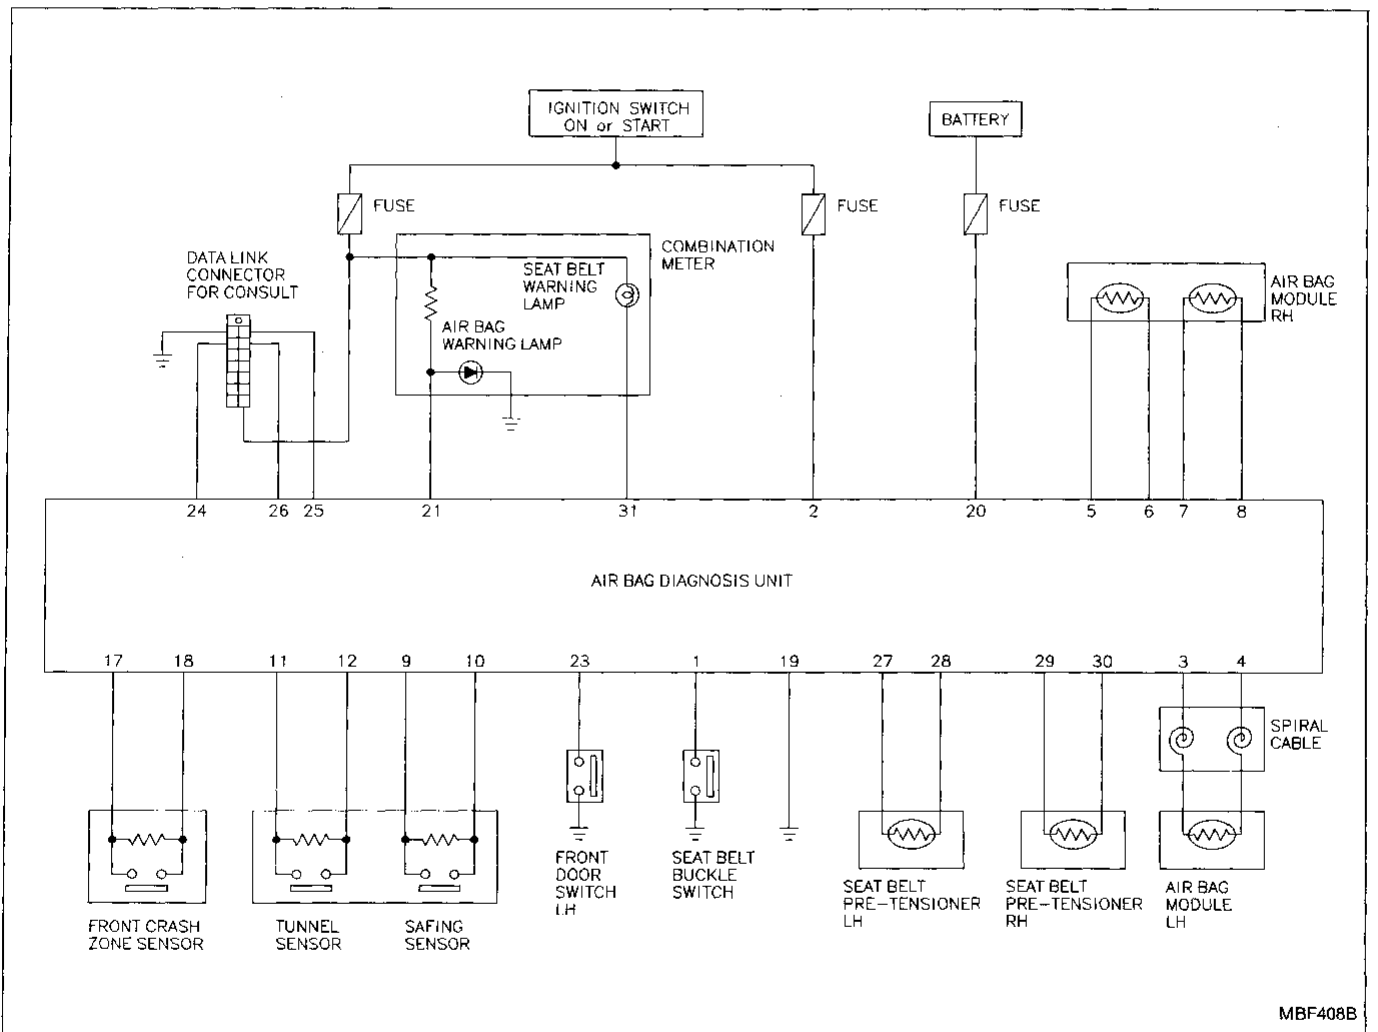 IGNITION SWITCH
ON or START
BATTERY
FUSE
FUSE
FUSE
DATA LINK
CONNECTOR
FOR CONSULT
COMBINATION
METER
SEAT BELT
WARNING
LAMP
AIR BAG
WARNING LAMP
AIR BAG
MODULE
RH
24 26 25 21 31 2 20 5 6 7 8
AIR BAG DIAGNOSIS UNIT
17 18 11 12 9 10 23 1 19 27 28 29 30 3 4
SPIRAL
CABLE
FRONT CRASH
ZONE SENSOR
TUNNEL
SENSOR
SAFING
SENSOR
FRONT
DOOR
SWITCH
LH
SEAT BELT
BUCKLE
SWITCH
SEAT BELT
PRE-TENSIONER
LH
SEAT BELT
PRE-TENSIONER
RH
AIR BAG
MODULE
LH
MBF408B